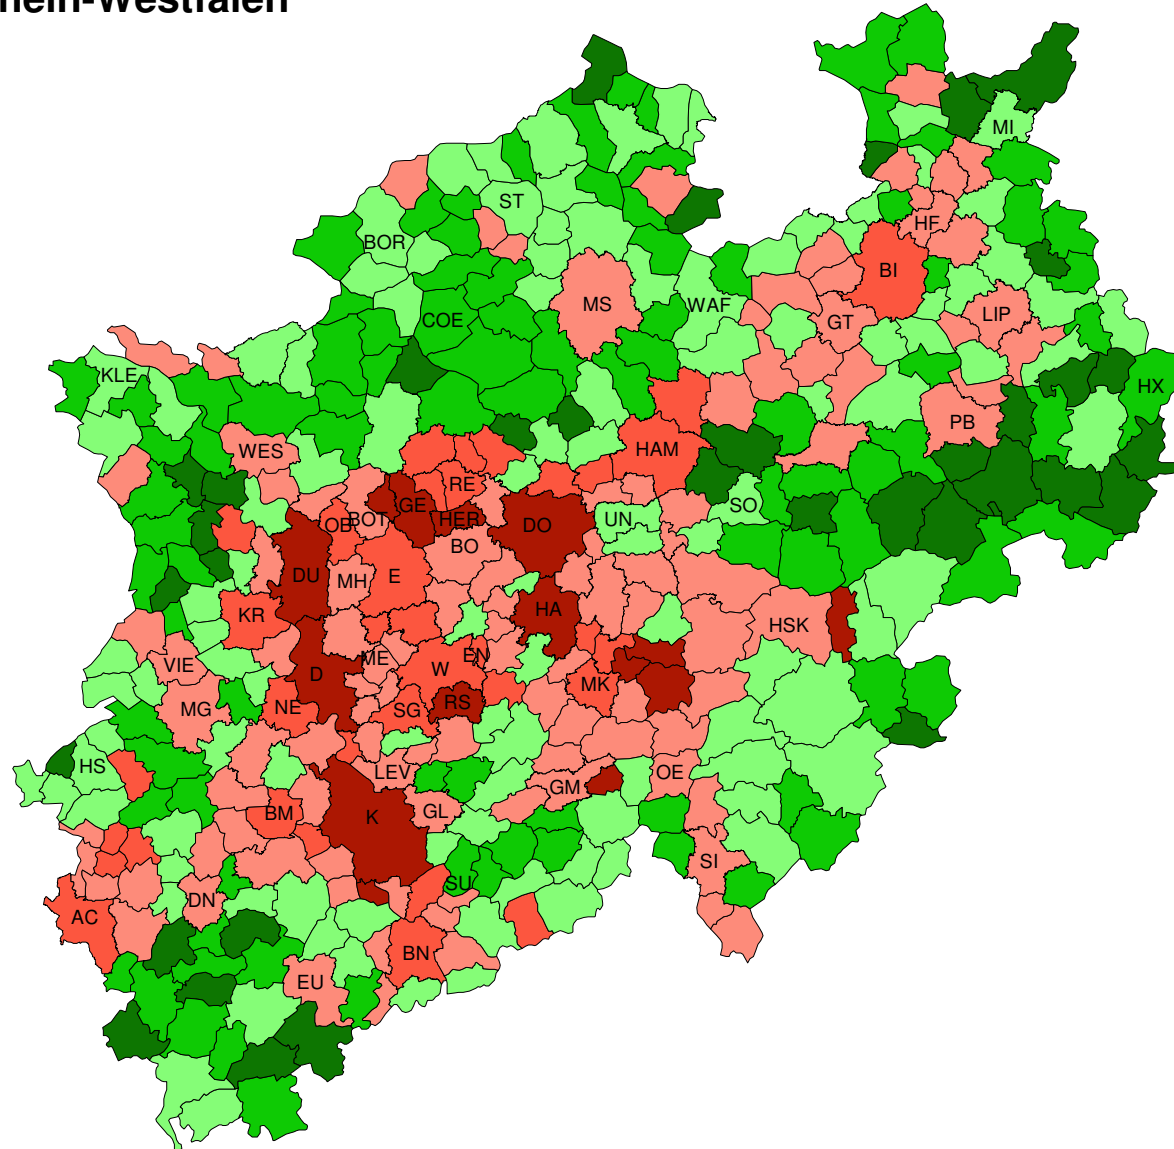 hein-Westfalen
MI
ST
HF
BOR
BI
MS
WAF
LIP
COE
GT
KLE
HX
PB
WES
HAM
RE
GE
SO
OB
BOT
HER
DO
UN
BO
DU
MH
E
HA
KR
HSK
VIE
ME
EN
W
D
MK
RS
MG
NE
SG
HS
LEV
OE
GM
BM
K
GL
SI
SU
DN
AC
BN
EU